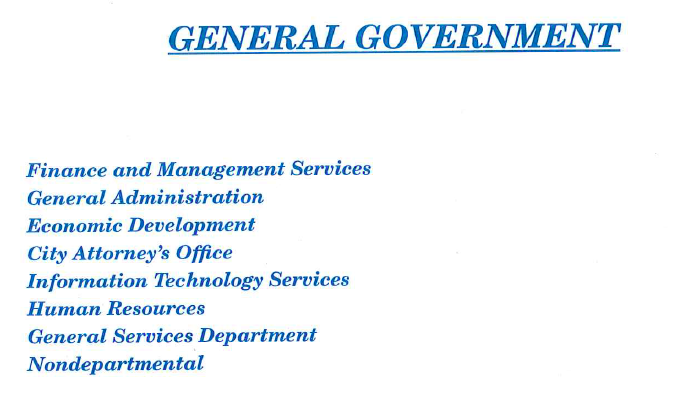 GENERAL GOVERNMENT
Finance and Management Services
General Administration
Economic Development
City Attorney's Office
Information Technology Services
Human Resources
General Services Department
Nondepartmental